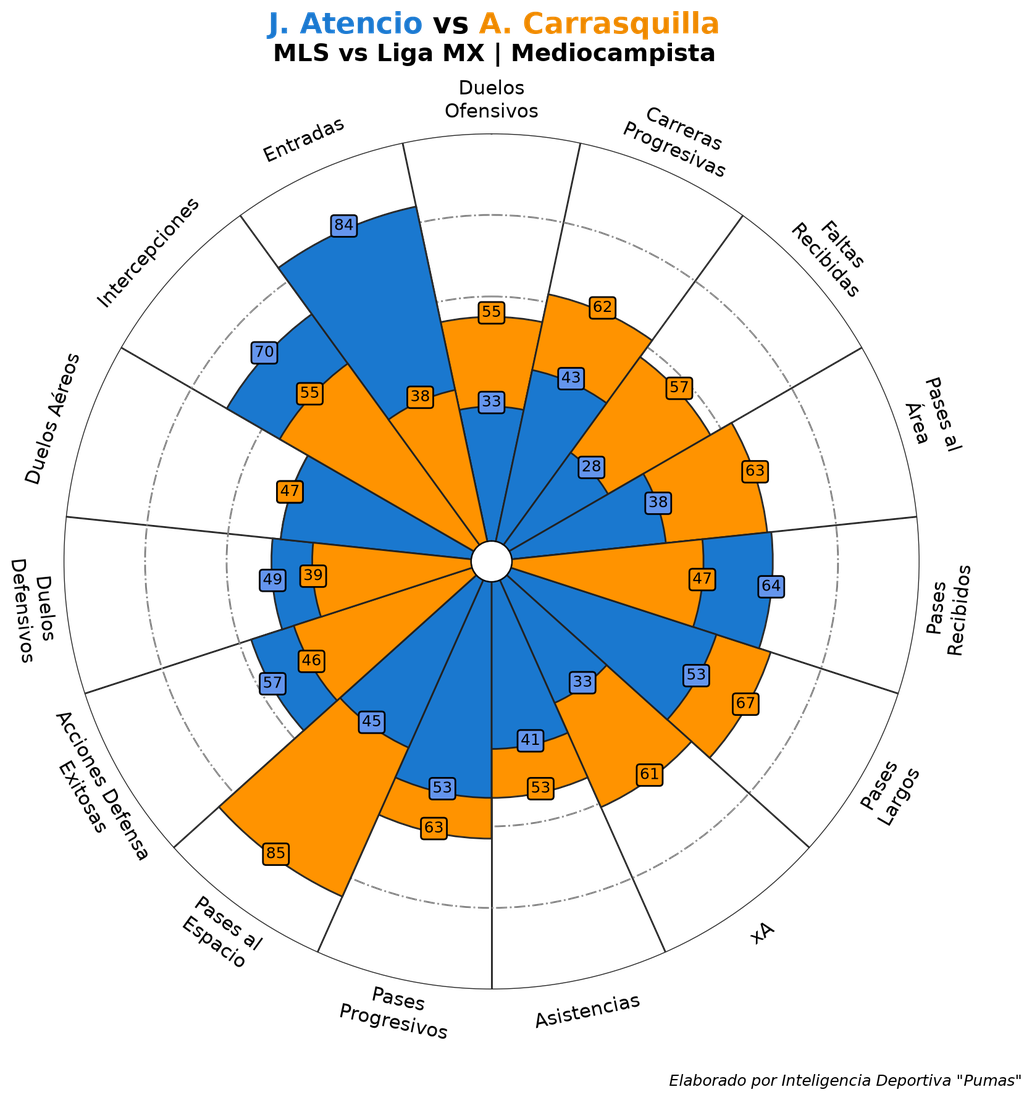 J. Atencio vs A. Carrasquilla
MLS vs Liga MX | Mediocampista
Duelos
Ofensivos
Carreras
Progresivas
Faltas
Recibidas
Pases al
Área
Pases
Recibidos
Pases
Largos
xA
Asistencias
Pases
Progresivos
Pases al
Espacio
Acciones Defensa
Exitosas
Duelos
Defensivos
Duelos Aéreos
Intercepciones
Entradas
55
33
62
43
57
28
63
38
47
64
53
67
33
61
41
53
53
63
45
85
46
57
39
49
47
55
70
38
84
Elaborado por Inteligencia Deportiva "Pumas"